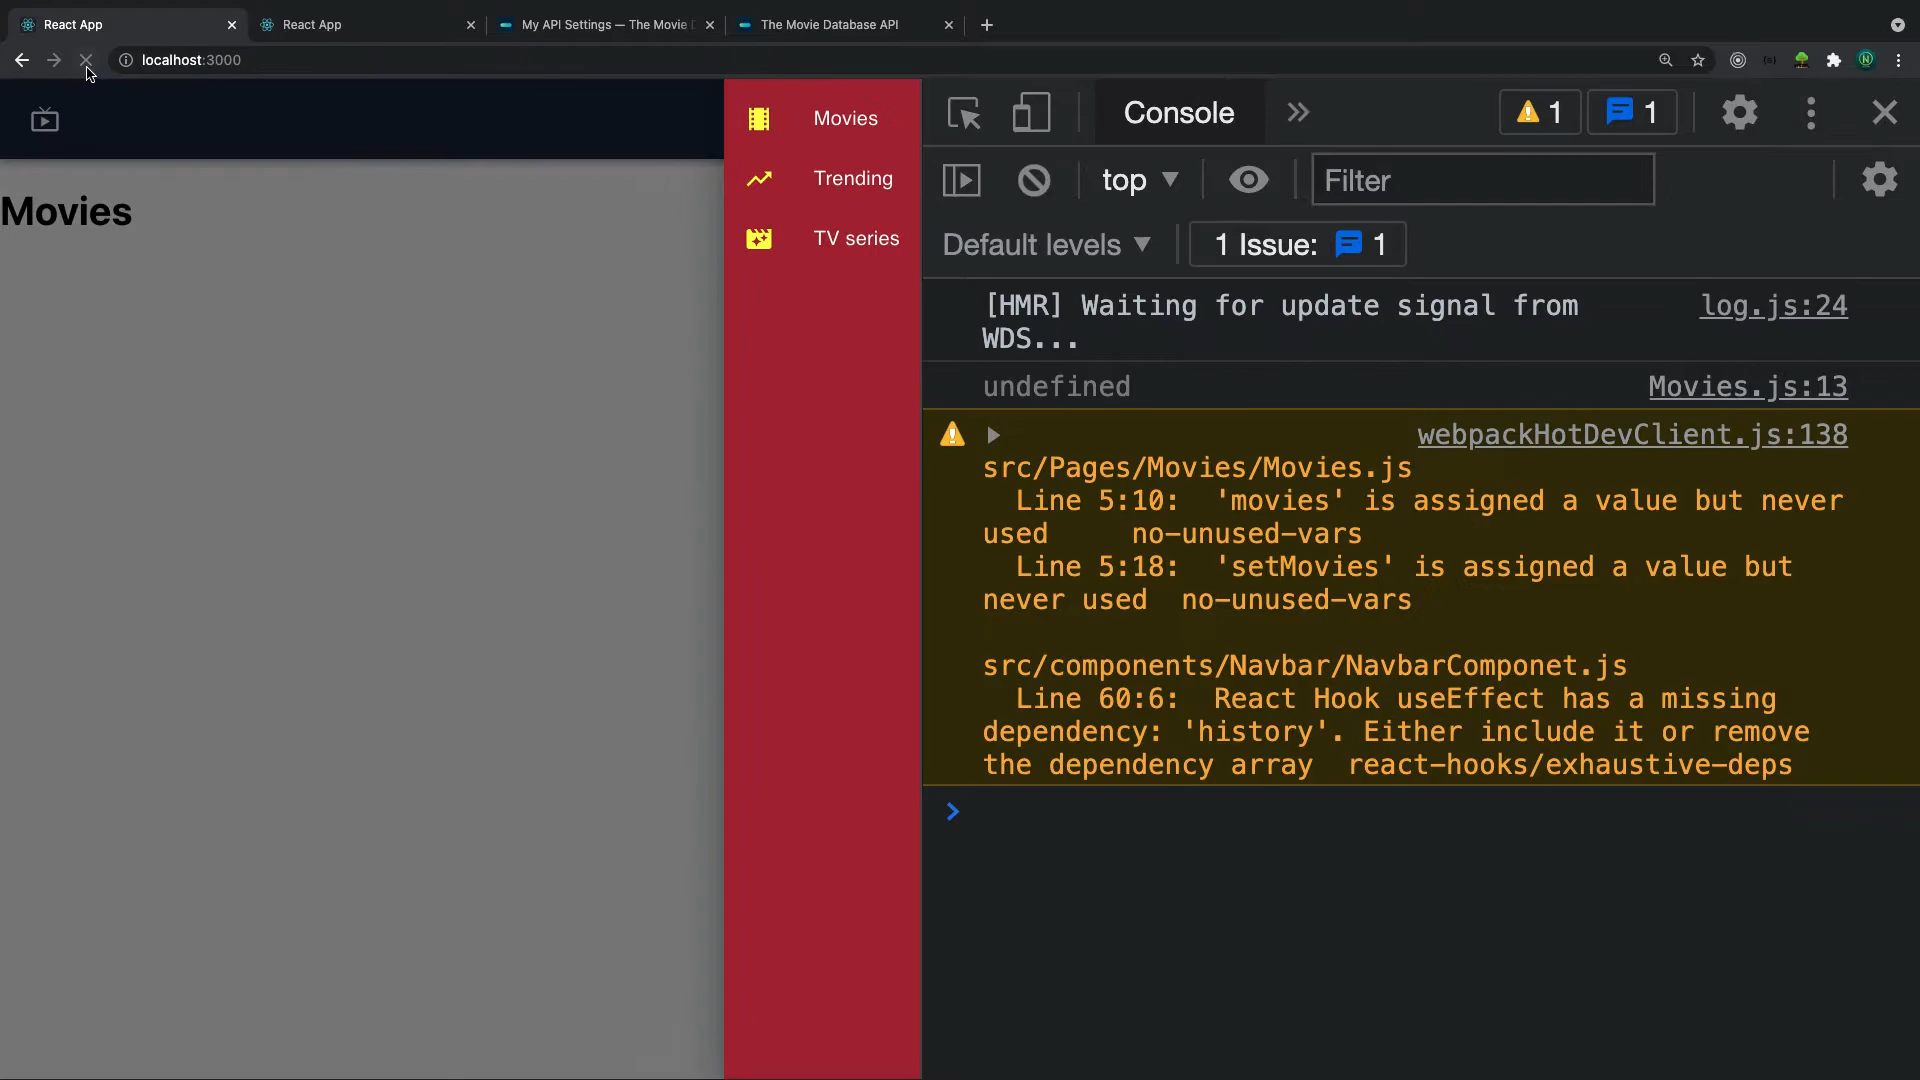 React App
React App
My API Settings — The Movie D
The Movie Database API
localhost:3000
Movies
Movies
Trending
TV series
Console
1
1
top
Filter
Default levels
1 Issue:
1
[HMR] Waiting for update signal from
WDS...
log.js:24
undefined
Movies.js:13
webpackHotDevClient.js:138
src/Pages/Movies/Movies.js
Line 5:10: 'movies' is assigned a value but never
used no-unused-vars
Line 5:18: 'setMovies' is assigned a value but
never used no-unused-vars
src/components/Navbar/NavbarComponet.js
Line 60:6: React Hook useEffect has a missing
dependency: 'history'. Either include it or remove
the dependency array react-hooks/exhaustive-deps